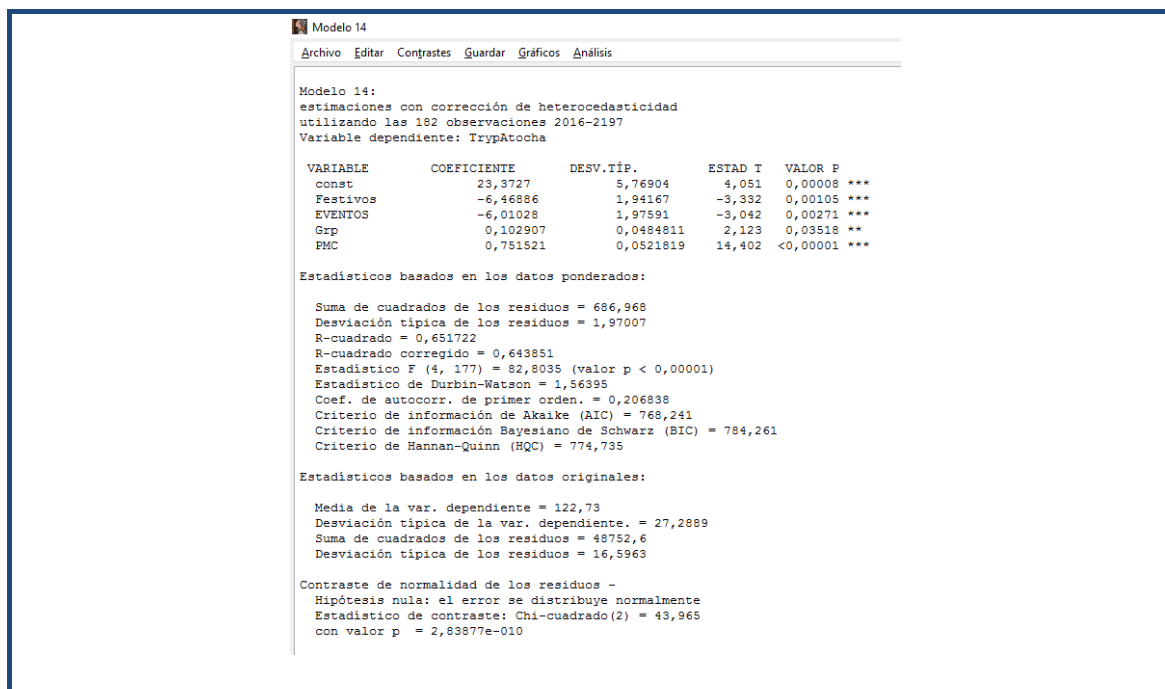 Modelo 14
Archivo Editar Contrastes Guardar Gráficos Análisis
Modelo 14:
estimaciones con corrección de heterocedasticidad
utilizando las 182 observaciones 2016-2197
Variable dependiente: TrypAtocha
VARIABLE COEFICIENTE DESV.TÍP. ESTAD T VALOR P
const 23,3727 5,76904 4,051 0,00008 ***
Festivos -6,46886 1,94167 -3,332 0,00105 ***
EVENTOS -6,01028 1,97591 -3,042 0,00271 ***
Grp 0,102907 0,0484811 2,123 0,03518 **
PMC 0,751521 0,0521819 14,402 <0,00001 ***
Estadísticos basados en los datos ponderados:
Suma de cuadrados de los residuos = 686,968
Desviación típica de los residuos = 1,97007
R-cuadrado = 0,651722
R-cuadrado corregido = 0,643851
Estadístico F (4, 177) = 82,8035 (valor p < 0,00001)
Estadístico de Durbin-Watson = 1,56395
Coef. de autocorr. de primer orden. = 0,206838
Criterio de información de Akaike (AIC) = 768,241
Criterio de información Bayesiano de Schwarz (BIC) = 784,261
Criterio de Hannan-Quinn (HQC) = 774,735
Estadísticos basados en los datos originales:
Media de la var. dependiente = 122,73
Desviación típica de la var. dependiente. = 27,2889
Suma de cuadrados de los residuos = 48752,6
Desviación típica de los residuos = 16,5963
Contraste de normalidad de los residuos -
Hipótesis nula: el error se distribuye normalmente
Estadístico de contraste: Chi-cuadrado(2) = 43,965
con valor p = 2,83877e-010